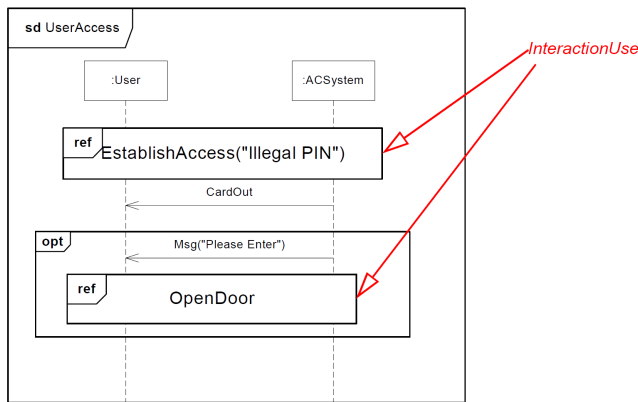 sd UserAccess
InteractionUse
:User
:ACSystem
ref
EstablishAccess("Illegal PIN")
CardOut
opt
Msg("Please Enter")
ref
OpenDoor